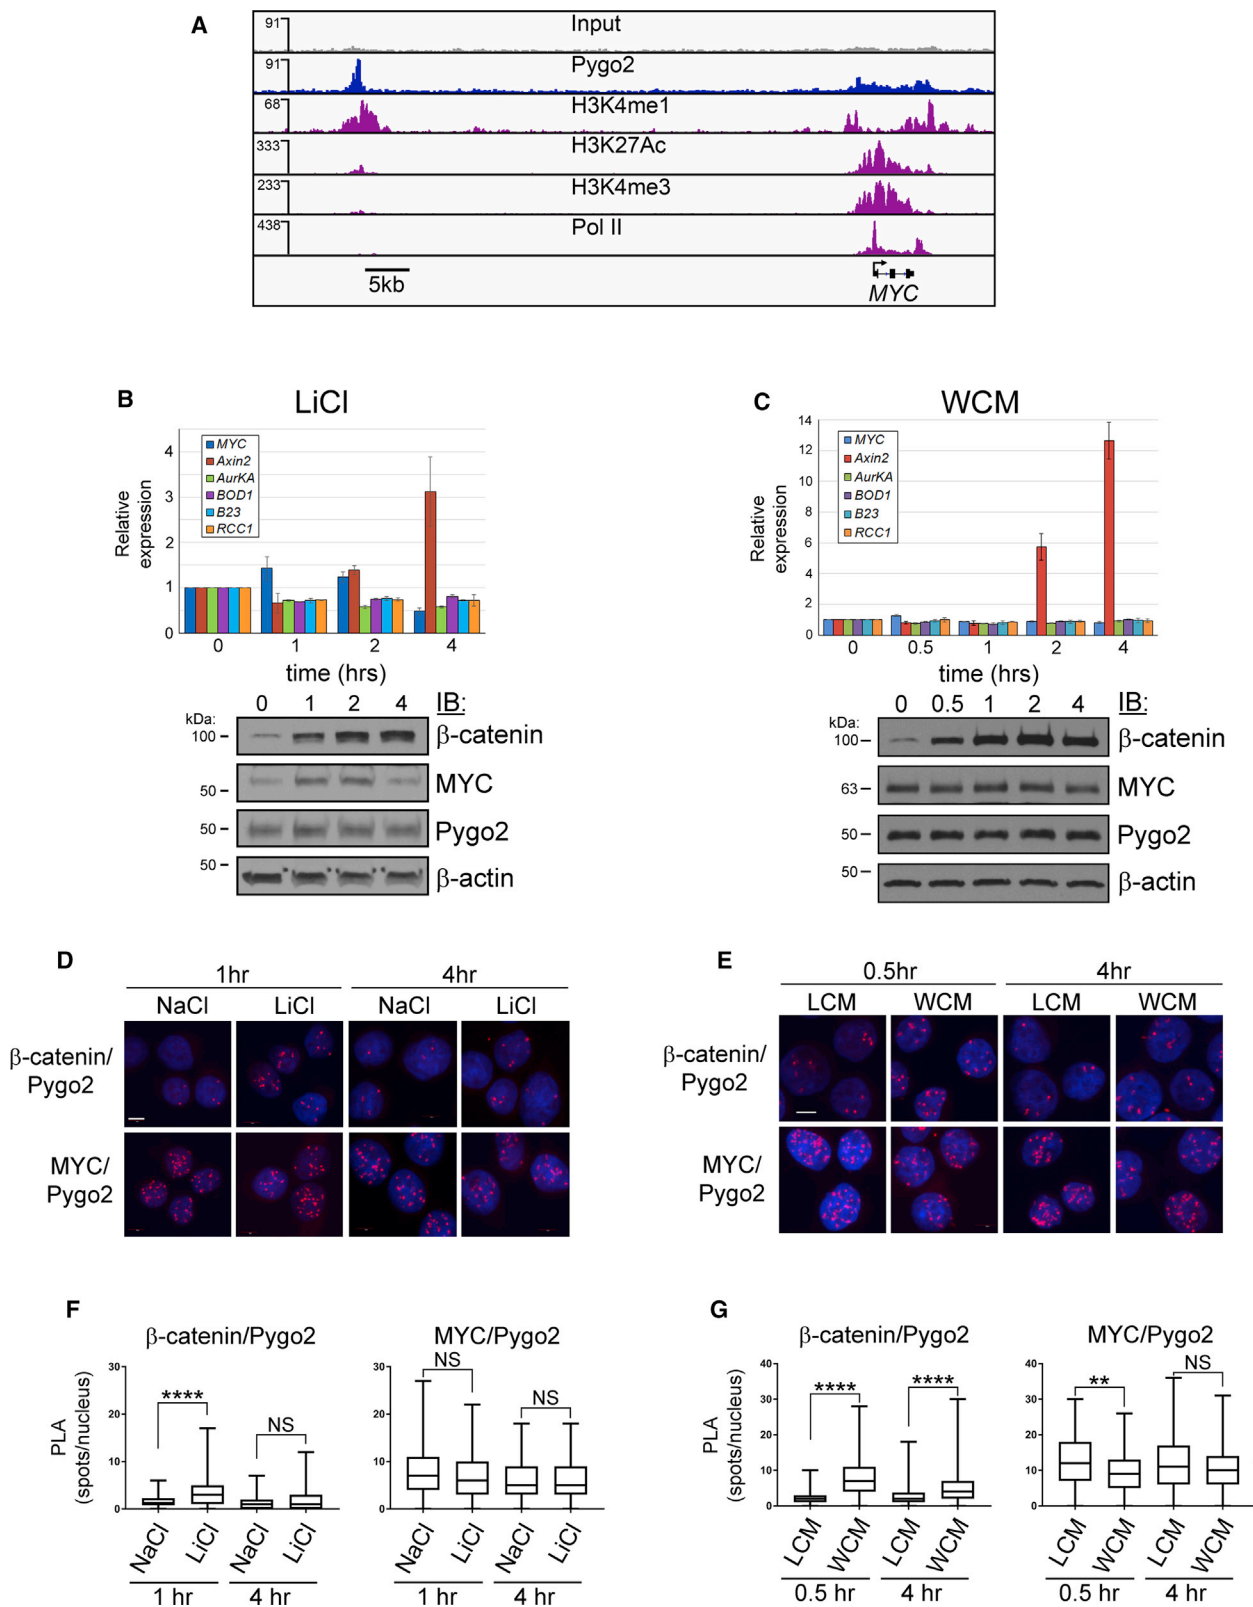 A
91 Input
91 Pygo2
68 H3K4me1
333 H3K27Ac
233 H3K4me3
438 Pol II
5kb
MYC
B
LiCl
Relative expression
4
3
2
1
0
MYC
Axin2
AurKA
BOD1
B23
RCC1
0 1 2 4
time (hrs)
0 1 2 4 IB:
kDa:
100 β-catenin
50 MYC
50 Pygo2
50 β-actin
C
WCM
Relative expression
14
12
10
8
6
4
2
0
MYC
Axin2
AurKA
BOD1
B23
RCC1
0 0.5 1 2 4
time (hrs)
0 0.5 1 2 4 IB:
kDa:
100 β-catenin
63 MYC
50 Pygo2
50 β-actin
D
1hr 4hr
NaCl LiCl NaCl LiCl
β-catenin/
Pygo2
MYC/
Pygo2
E
0.5hr 4hr
LCM WCM LCM WCM
β-catenin/
Pygo2
MYC/
Pygo2
F
β-catenin/Pygo2
PLA
(spots/nucleus)
30
20
10
0
**** NS
NaCl LiCl NaCl LiCl
1 hr 4 hr
MYC/Pygo2
30
20
10
0
NS NS
NaCl LiCl NaCl LiCl
1 hr 4 hr
G
β-catenin/Pygo2
PLA
(spots/nucleus)
40
30
20
10
0
**** ****
LCM WCM LCM WCM
0.5 hr 4 hr
MYC/Pygo2
40
30
20
10
0
** NS
LCM WCM LCM WCM
0.5 hr 4 hr